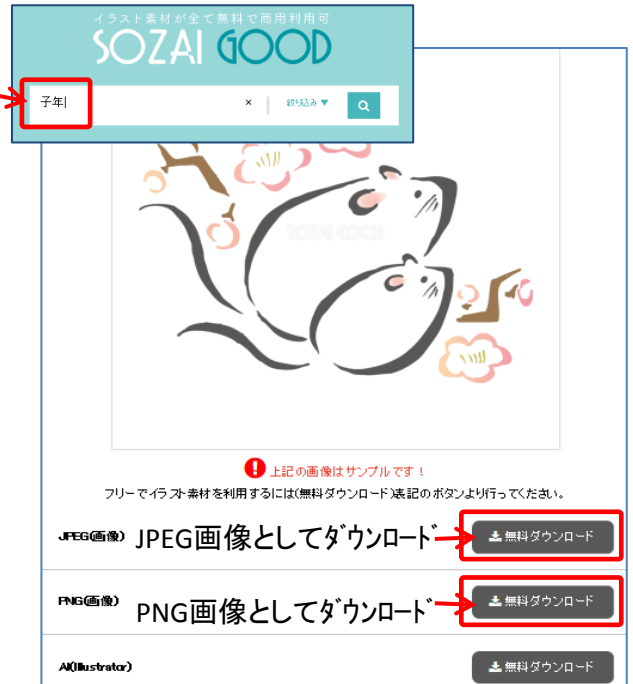 イラスト素材が全て無料で商用利用可
SOZAI GOOD
子年
× 絞り込み ▼
SOZAI GOOD
上記の画像はサンプルです！
フリーでイラスト素材を利用するには(無料ダウンロード)表記のボタンより行ってください。
JPEG(画像) JPEG画像としてﾀﾞｳﾝﾛｰﾄﾞ 無料ダウンロード
PNG(画像) PNG画像としてﾀﾞｳﾝﾛｰﾄﾞ 無料ダウンロード
AI(Illustrator) 無料ダウンロード